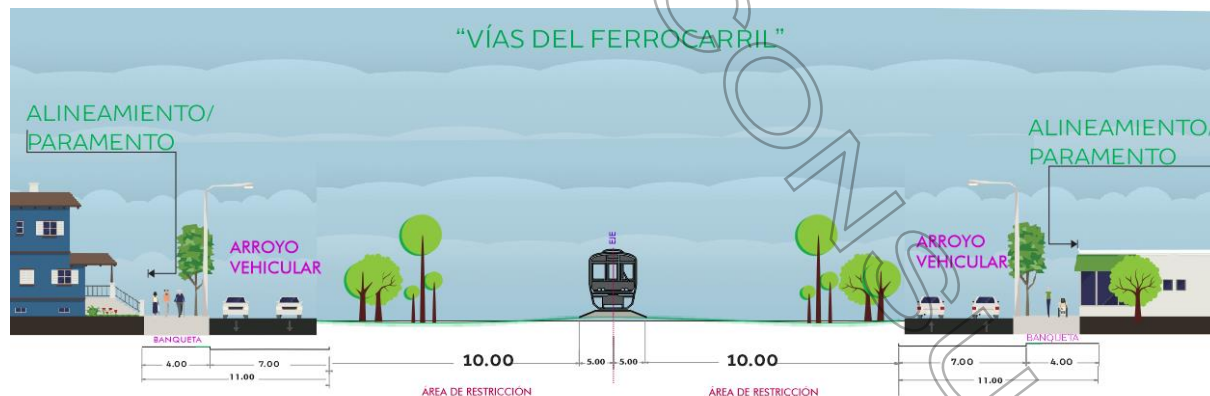 “VÍAS DEL FERROCARRIL”
ALINEAMIENTO/
PARAMENTO
ALINEAMIENTO/
PARAMENTO
EJE
ARROYO
VEHICULAR
ARROYO
VEHICULAR
BANQUETA
BANQUETA
4.00 7.00 10.00 5.00 5.00 10.00 7.00 4.00
11.00 11.00
ÁREA DE RESTRICCIÓN ÁREA DE RESTRICCIÓN
CONS